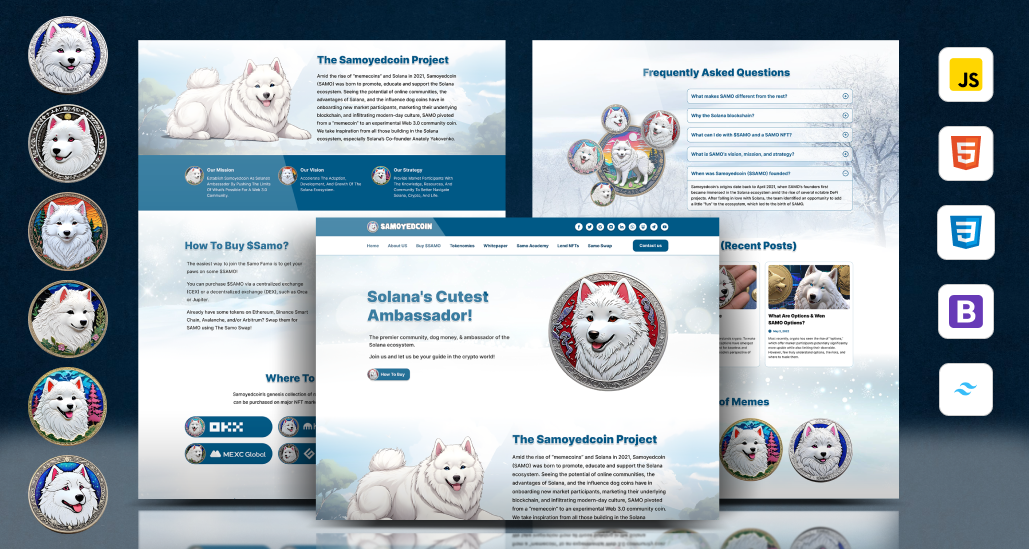 The Samoyedcoin Project
Amid the rise of "memecoins" and Solana in 2021, Samoyedcoin
(SAMO) was born to promote, educate and support the Solana
ecosystem. Seeing the potential of online communities, the
advantages of Solana, and the influence dog coins have in
onboarding new market participants, marketing their underlying
blockchain, and infiltrating modern-day culture, SAMO pivoted
from a "memecoin" to an experimental Web 3.0 community coin.
We take inspiration from all those building in the Solana
ecosystem, especially Solana's Co-founder Anatoly Yakovenko.
Our Mission
Establish Samoyedcoin As Solana's
Ambassador By Pushing The Limits
Of What's Possible For A Web 3.0
Community.
Our Vision
Accelerate The Adoption,
Development, And Growth Of The
Solana Ecosystem.
Our Strategy
Provide Market Participants With
The Knowledge, Resources, And
Community To Better Navigate
Solana, Crypto, And Life.
How To Buy $Samo?
The easiest way to join the Samo Famo is to get your
paws on some $SAMO!
You can purchase $SAMO via a centralized exchange
(CEX) or a decentralized exchange (DEX), such as Orca
or Jupiter.
Already have some tokens on Ethereum, Binance Smart
Chain, Avalanche, and/or Arbitrum? Swap them for
SAMO using The Samo Swap!
Where To
Samoyedcoin's genesis collection of
can be purchased on major NFT mark
OKX
MEXC Global
Frequently Asked Questions
What makes SAMO different from the rest?
Why the Solana blockchain?
What can I do with $SAMO and a SAMO NFT?
What is SAMO's vision, mission, and strategy?
When was Samoyedcoin ($SAMO) founded?
Samoyedcoin's origins date back to April 2021, when SAMO's founders first
became immersed in the Solana ecosystem amid the rise of several notable DeFi
projects. After falling in love with Solana, the team identified an opportunity to add
a little "fun" to the ecosystem, which led to the birth of SAMO.
(Recent Posts)
What Are Options & Wen
SAMO Options?
of Memes
SAMOYEDCOIN
Home
About US
Buy $SAMO
Tokenomics
Whitepaper
Samo Academy
Land NFTs
Samo Swap
Contact us
Solana's Cutest
Ambassador!
The premier community, dog money, & ambassador of the
Solana ecosystem.
Join us and let us be your guide in the crypto world!
How To Buy
The Samoyedcoin Project
Amid the rise of "memecoins" and Solana in 2021, Samoyedcoin
(SAMO) was born to promote, educate and support the Solana
ecosystem. Seeing the potential of online communities, the
advantages of Solana, and the influence dog coins have in
onboarding new market participants, marketing their underlying
blockchain, and infiltrating modern-day culture, SAMO pivoted
from a "memecoin" to an experimental Web 3.0 community coin.
We take inspiration from all those building in the Solana
JS
5
3
B